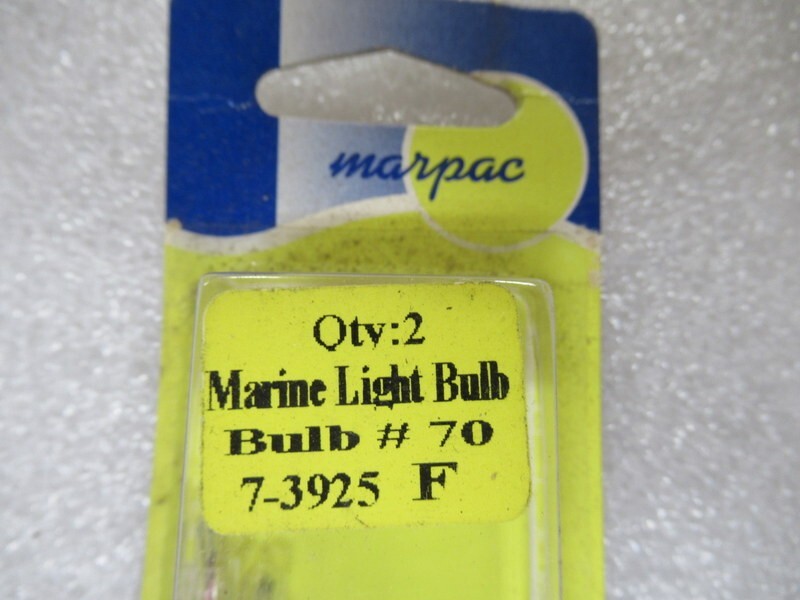 marpac
Qty:2
Marine Light Bulb
Bulb # 70
7-3925 F